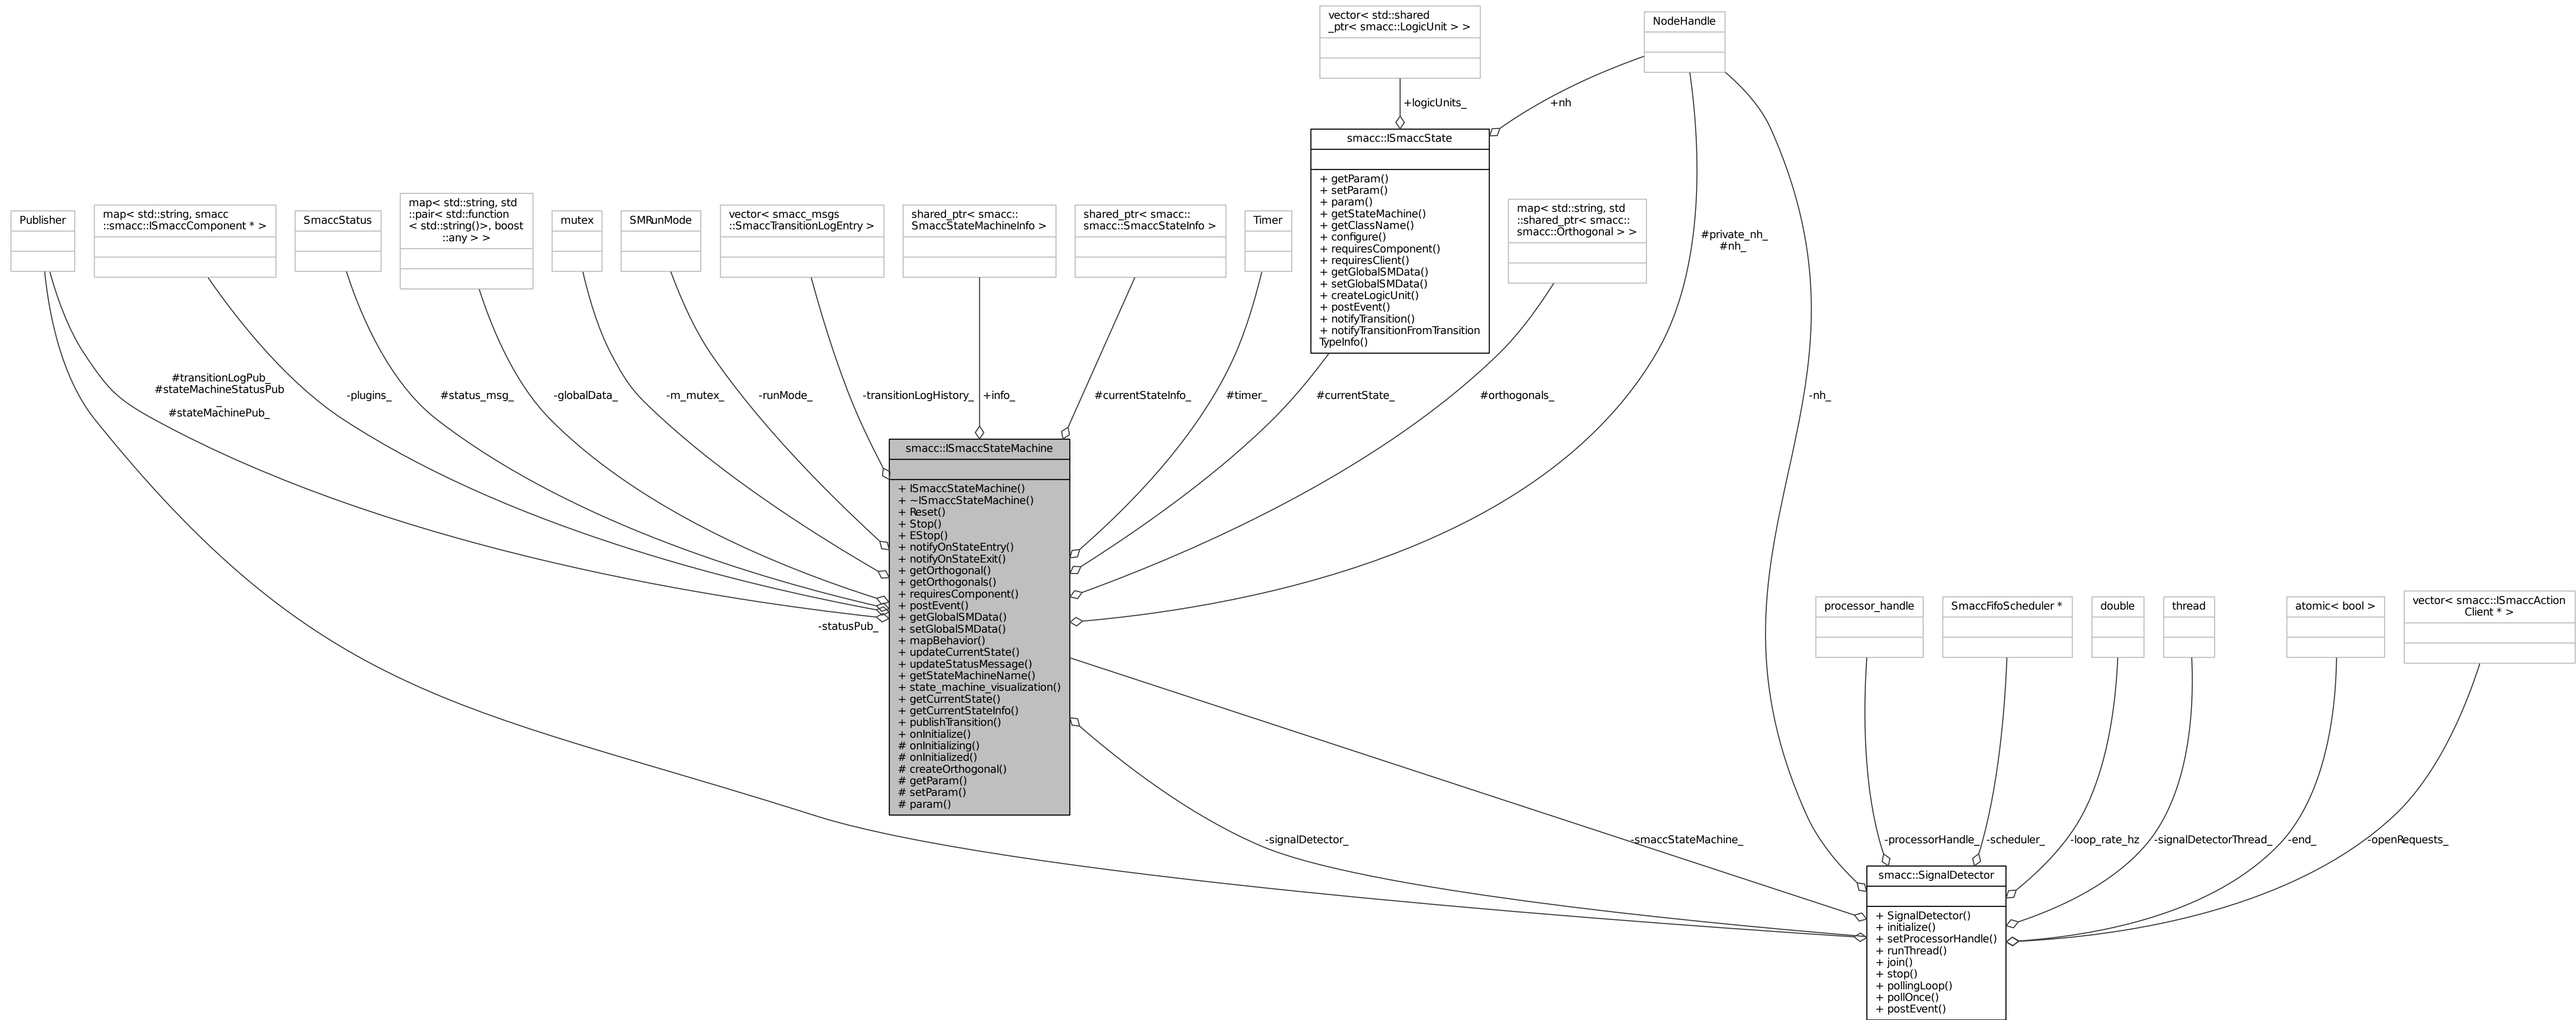 vector< std::shared
_ptr< smacc::LogicUnit > >
NodeHandle
+logicUnits_
+nh
smacc::ISmaccState
+ getParam()
+ setParam()
+ param()
+ getStateMachine()
+ getClassName()
+ configure()
+ requiresComponent()
+ requiresClient()
+ getGlobalSMData()
+ setGlobalSMData()
+ createLogicUnit()
+ postEvent()
+ notifyTransition()
+ notifyTransitionFromTransition
TypeInfo()
Publisher
map< std::string, smacc
::smacc::ISmaccComponent * >
SmaccStatus
map< std::string, std
::pair< std::function
< std::string()>, boost
::any > >
mutex
SMRunMode
vector< smacc_msgs
::SmaccTransitionLogEntry >
shared_ptr< smacc::
SmaccStateMachineInfo >
shared_ptr< smacc::
smacc::SmaccStateInfo >
Timer
map< std::string, std
::shared_ptr< smacc::
smacc::Orthogonal > >
#private_nh_
#nh_
#transitionLogPub_
#stateMachineStatusPub
_
#stateMachinePub_
-plugins_
#status_msg_
-globalData_
-m_mutex_
-runMode_
-transitionLogHistory_
+info_
#currentStateInfo_
#timer_
#currentState_
#orthogonals_
-nh_
smacc::ISmaccStateMachine
+ ISmaccStateMachine()
+ ~ISmaccStateMachine()
+ Reset()
+ Stop()
+ EStop()
+ notifyOnStateEntry()
+ notifyOnStateExit()
+ getOrthogonal()
+ getOrthogonals()
+ requiresComponent()
+ postEvent()
+ getGlobalSMData()
+ setGlobalSMData()
+ mapBehavior()
+ updateCurrentState()
+ updateStatusMessage()
+ getStateMachineName()
+ state_machine_visualization()
+ getCurrentState()
+ getCurrentStateInfo()
+ publishTransition()
+ onInitialize()
# onInitializing()
# onInitialized()
# createOrthogonal()
# getParam()
# setParam()
# param()
-statusPub_
processor_handle
SmaccFifoScheduler *
double
thread
atomic< bool >
vector< smacc::ISmaccAction
Client * >
-signalDetector_
-smaccStateMachine_
-processorHandle_
-scheduler_
-loop_rate_hz
-signalDetectorThread_
-end_
-openRequests_
smacc::SignalDetector
+ SignalDetector()
+ initialize()
+ setProcessorHandle()
+ runThread()
+ join()
+ stop()
+ pollingLoop()
+ pollOnce()
+ postEvent()